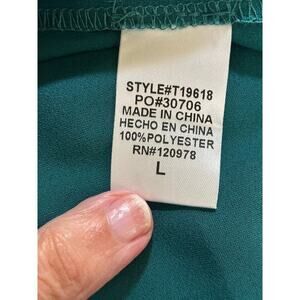 STYLE#T19618
PO#30706
MADE IN CHINA
HECHO EN CHINA
100%POLYESTER
RN#120978
L